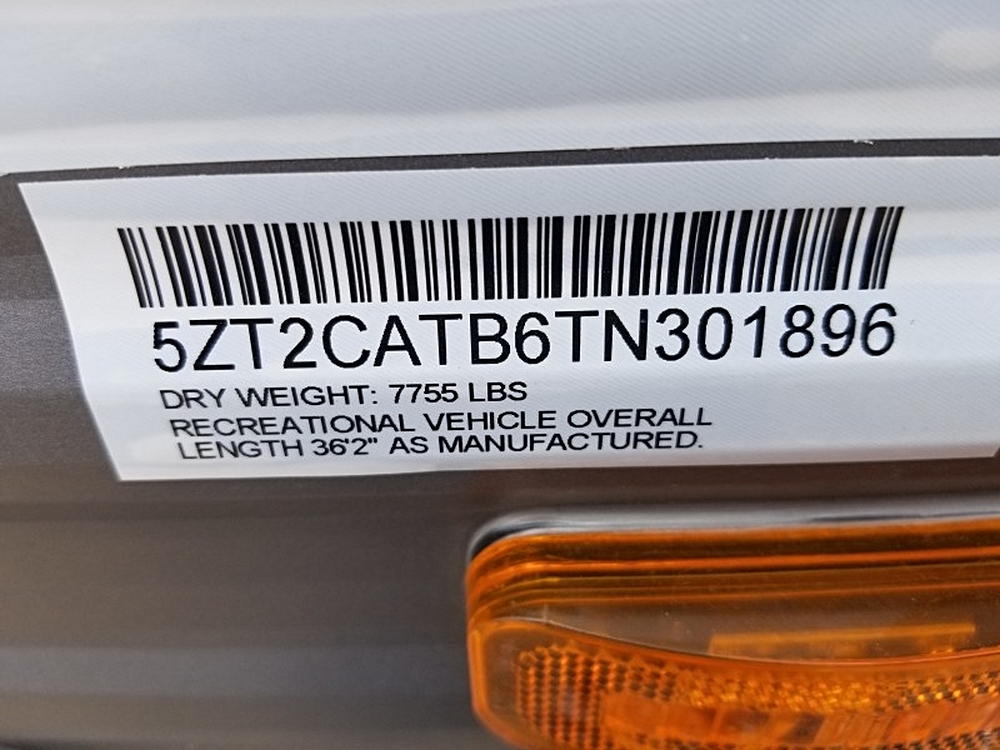 5ZT2CATB6TN301896
DRY WEIGHT: 7755 LBS
RECREATIONAL VEHICLE OVERALL
LENGTH 36'2" AS MANUFACTURED.